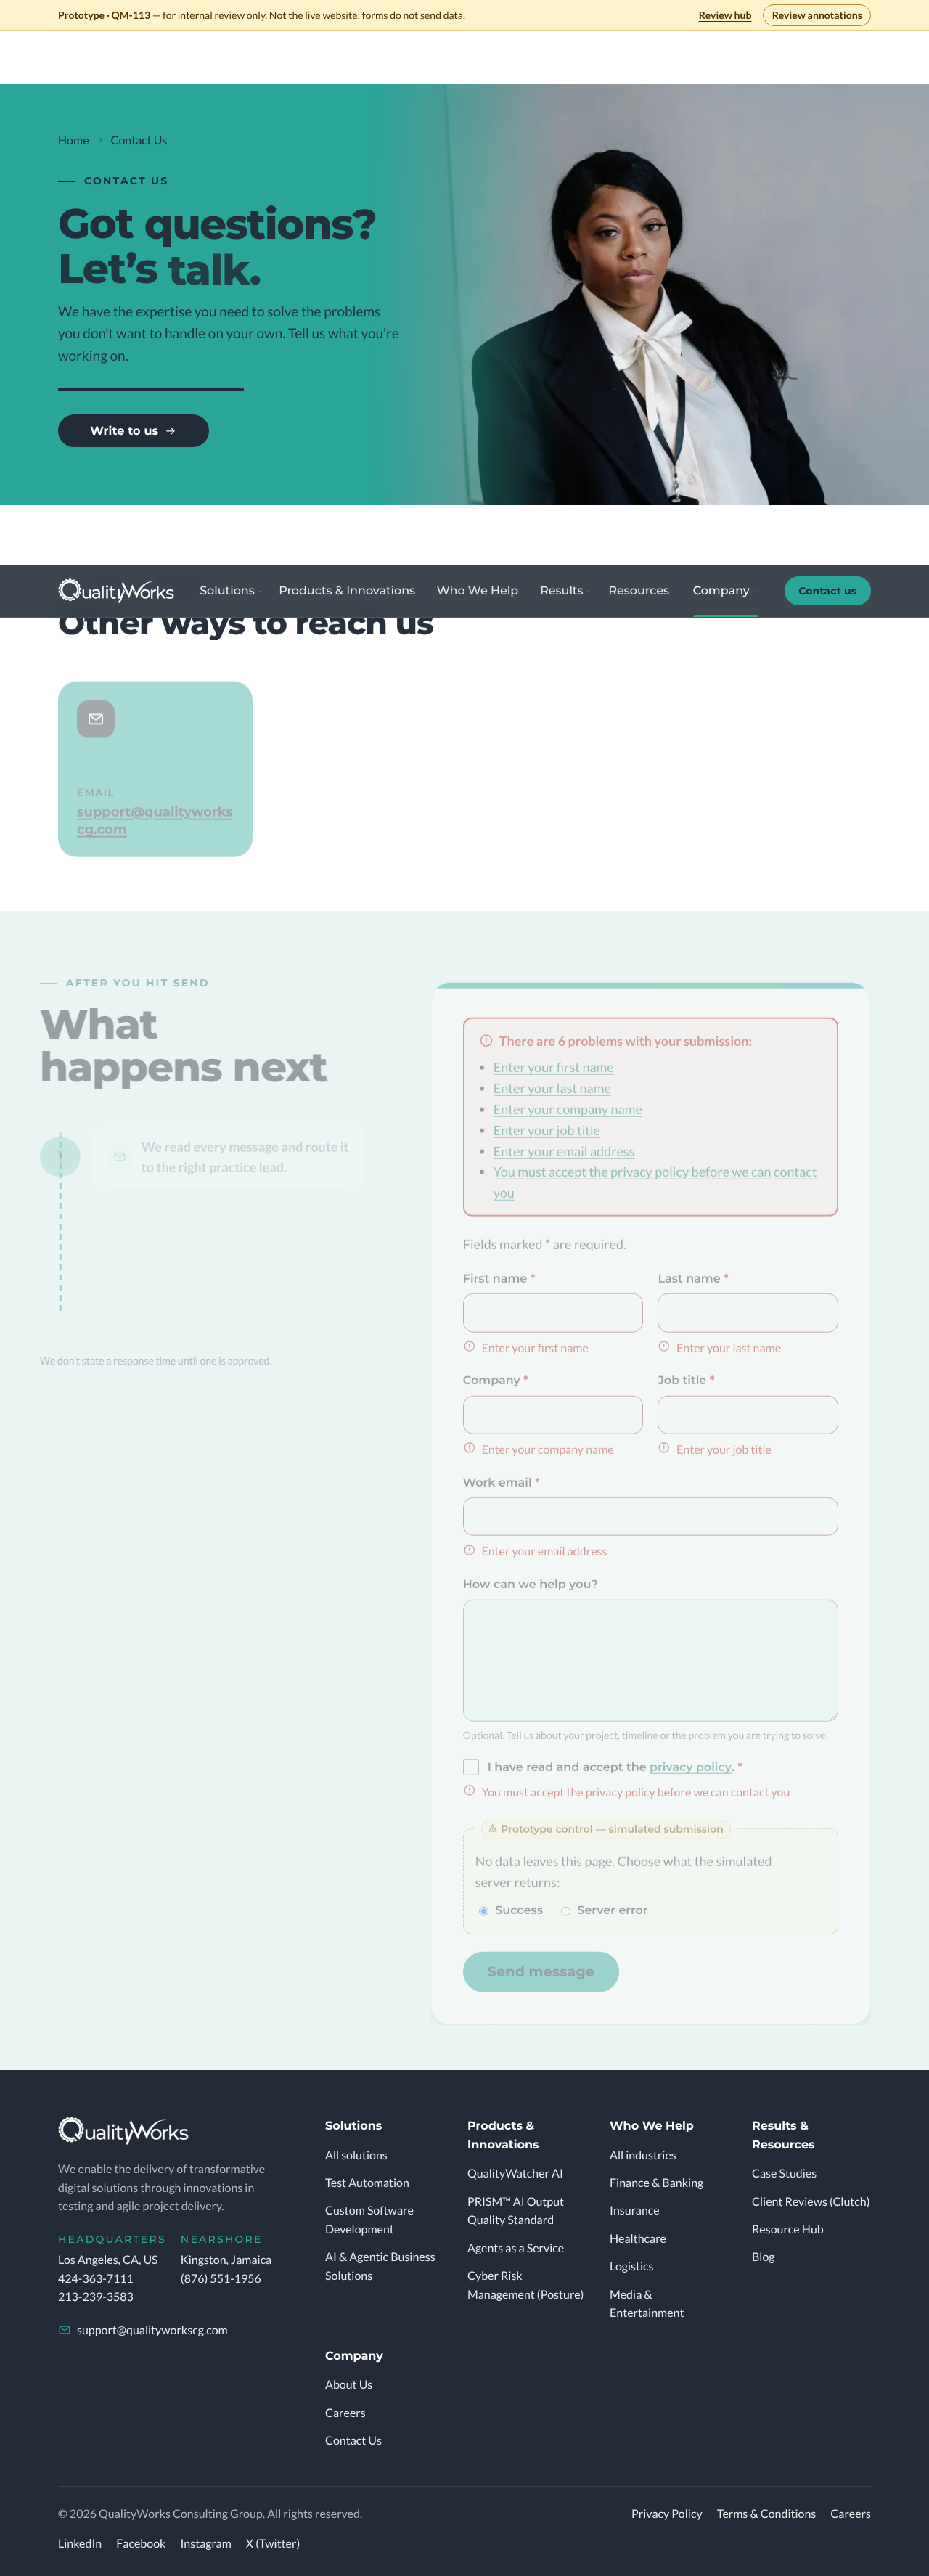 Prototype · QM-113 — for internal review only. Not the live website; forms do not send data.
Review hub
Review annotations
Home
Contact Us
CONTACT US
Got questions?
Let’s talk.
We have the expertise you need to solve the problems
you don’t want to handle on your own. Tell us what you’re
working on.
Write to us
QualityWorks
Solutions
Products & Innovations
Who We Help
Results
Resources
Company
Contact us
Other ways to reach us
EMAIL
support@qualityworks
cg.com
AFTER YOU HIT SEND
What
happens next
We read every message and route it
to the right practice lead.
We don't state a response time until one is approved.
There are 6 problems with your submission:
Enter your first name
Enter your last name
Enter your company name
Enter your job title
Enter your email address
You must accept the privacy policy before we can contact
you
Fields marked * are required.
First name *
Last name *
Enter your first name
Enter your last name
Company *
Job title *
Enter your company name
Enter your job title
Work email *
Enter your email address
How can we help you?
Optional. Tell us about your project, timeline or the problem you are trying to solve.
I have read and accept the privacy policy. *
You must accept the privacy policy before we can contact you
Prototype control — simulated submission
No data leaves this page. Choose what the simulated
server returns:
Success
Server error
Send message
QualityWorks
We enable the delivery of transformative
digital solutions through innovations in
testing and agile project delivery.
HEADQUARTERS
Los Angeles, CA, US
424-363-7111
213-239-3583
NEARSHORE
Kingston, Jamaica
(876) 551-1956
support@qualityworkscg.com
Solutions
All solutions
Test Automation
Custom Software
Development
AI & Agentic Business
Solutions
Products &
Innovations
QualityWatcher AI
PRISM™ AI Output
Quality Standard
Agents as a Service
Cyber Risk
Management (Posture)
Who We Help
All industries
Finance & Banking
Insurance
Healthcare
Logistics
Media &
Entertainment
Results &
Resources
Case Studies
Client Reviews (Clutch)
Resource Hub
Blog
Company
About Us
Careers
Contact Us
© 2026 QualityWorks Consulting Group. All rights reserved.
Privacy Policy
Terms & Conditions
Careers
LinkedIn
Facebook
Instagram
X (Twitter)